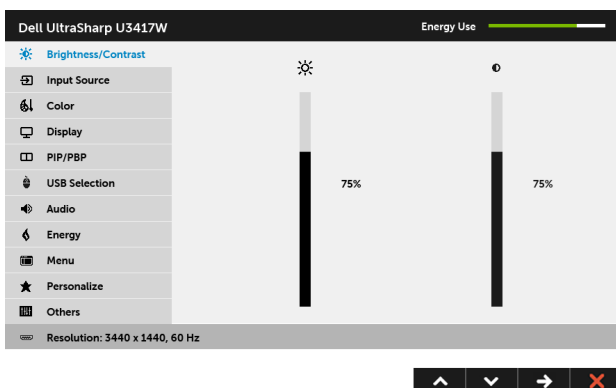 Dell UltraSharp U3417W
Energy Use
Brightness/Contrast
Input Source
Color
Display
PIP/PBP
USB Selection
Audio
Energy
Menu
Personalize
Others
75%
75%
Resolution: 3440 x 1440, 60 Hz